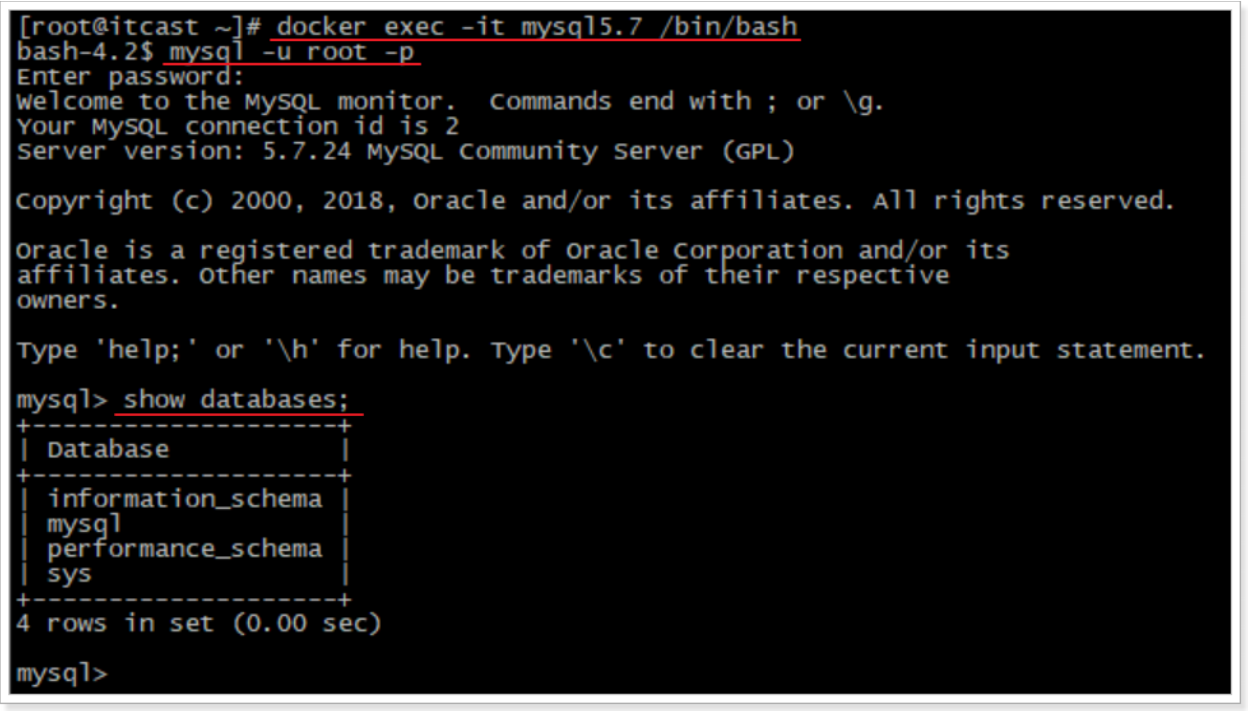 [root@itcast ~]# docker exec -it mysql5.7 /bin/bash
bash-4.2$ mysql -u root -p
Enter password:
Welcome to the MySQL monitor.  Commands end with ; or \g.
Your MySQL connection id is 2
Server version: 5.7.24 MySQL Community Server (GPL)

Copyright (c) 2000, 2018, Oracle and/or its affiliates. All rights reserved.

Oracle is a registered trademark of Oracle Corporation and/or its
affiliates. Other names may be trademarks of their respective
owners.

Type 'help;' or '\h' for help. Type '\c' to clear the current input statement.

mysql> show databases;
+--------------------+
| Database           |
+--------------------+
| information_schema |
| mysql              |
| performance_schema |
| sys                |
+--------------------+
4 rows in set (0.00 sec)

mysql>